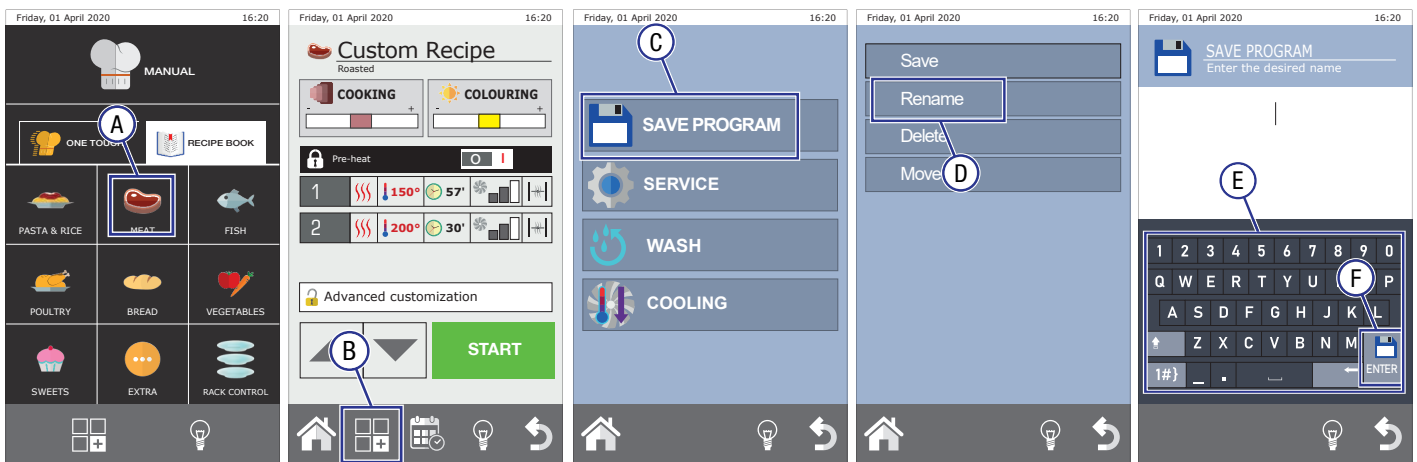 Friday, 01 April 2020 16:20
MANUAL
A
ONE TOUCH
RECIPE BOOK
PASTA & RICE
MEAT
FISH
POULTRY
BREAD
VEGETABLES
SWEETS
EXTRA
RACK CONTROL
Friday, 01 April 2020 16:20
Custom Recipe
Roasted
COOKING
- +
COLOURING
- +
Pre-heat O I
1 150° 57'
2 200° 30'
Advanced customization
B
START
Friday, 01 April 2020 16:20
C
SAVE PROGRAM
SERVICE
WASH
COOLING
Friday, 01 April 2020 16:20
Save
Rename
Delete
Move
D
Friday, 01 April 2020 16:20
SAVE PROGRAM
Enter the desired name
E
1 2 3 4 5 6 7 8 9 0
Q W E R T Y U P
F
A S D F G H J K L
Z X C V B N M
1#} _ . ENTER